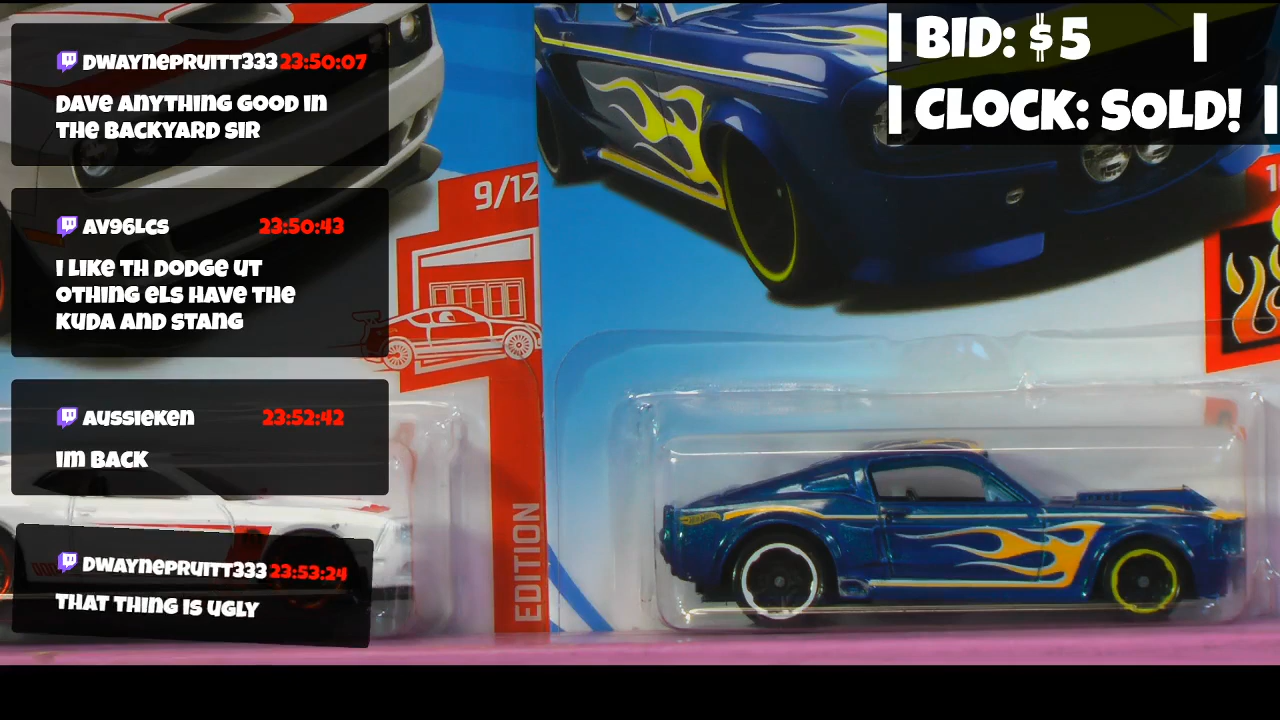 DWAYNEPRUITT333 23:50:07
DAVE ANYTHING GOOD IN
THE BACKYARD SIR
AV96LCS 23:50:43
I LIKE TH DODGE UT
OTHING ELS HAVE THE
KUDA AND STANG
AUSSIEKEN 23:52:42
IM BACK
DWAYNEPRUITT333 23:53:24
THAT THING IS UGLY
| BID: $5 |
| CLOCK: SOLD! |
9/12
EDITION